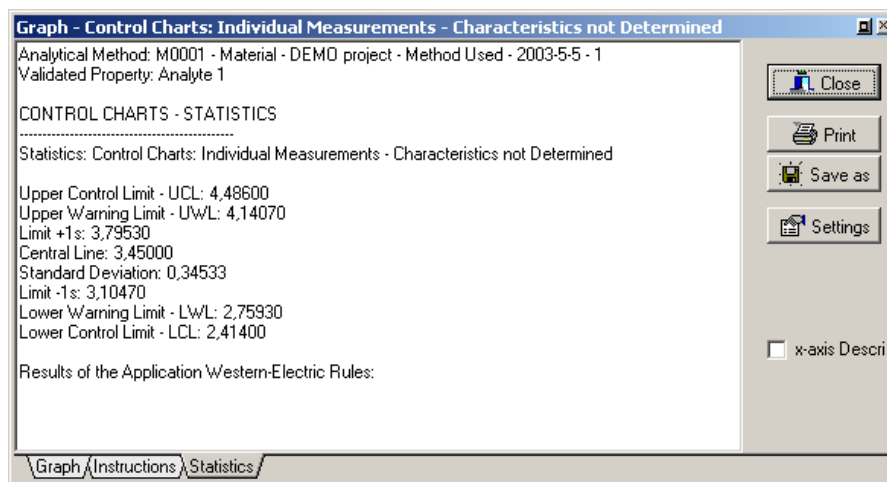 Graph - Control Charts: Individual Measurements - Characteristics not Determined
Analytical Method: M0001 - Material - DEMO project - Method Used - 2003-5-5 - 1
Validated Property: Analyte 1
CONTROL CHARTS - STATISTICS
-----------------------------------------------
Statistics: Control Charts: Individual Measurements - Characteristics not Determined
Upper Control Limit - UCL: 4,48600
Upper Warning Limit - UWL: 4,14070
Limit +1s: 3,79530
Central Line: 3,45000
Standard Deviation: 0,34533
Limit -1s: 3,10470
Lower Warning Limit - LWL: 2,75930
Lower Control Limit - LCL: 2,41400
Results of the Application Western-Electric Rules:
Close
Print
Save as
Settings
x-axis Descri
Graph
Instructions
Statistics